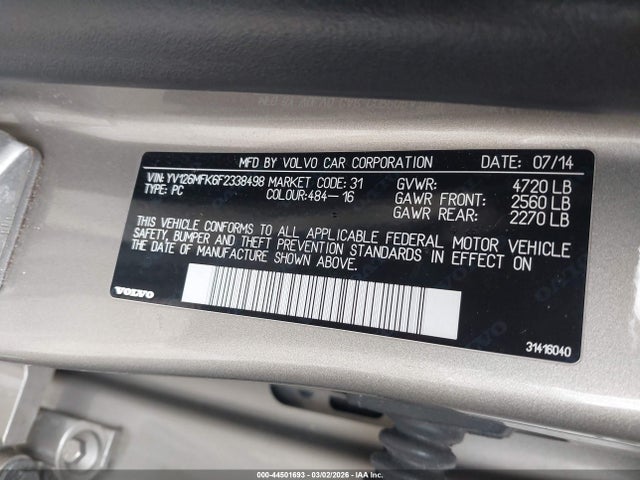 MFD BY VOLVO CAR CORPORATION DATE: 07/14
VIN: YV126MFK6F2338498 MARKET CODE: 31 GVWR: 4720 LB
TYPE: PC COLOUR: 484-16 GAWR FRONT: 2560 LB
GAWR REAR: 2270 LB
THIS VEHICLE CONFORMS TO ALL APPLICABLE FEDERAL MOTOR VEHICLE
SAFETY, BUMPER AND THEFT PREVENTION STANDARDS IN EFFECT ON
THE DATE OF MANUFACTURE SHOWN ABOVE.
VOLVO
31416040
000-44501693 | 03/02/2026 - IAA Inc.